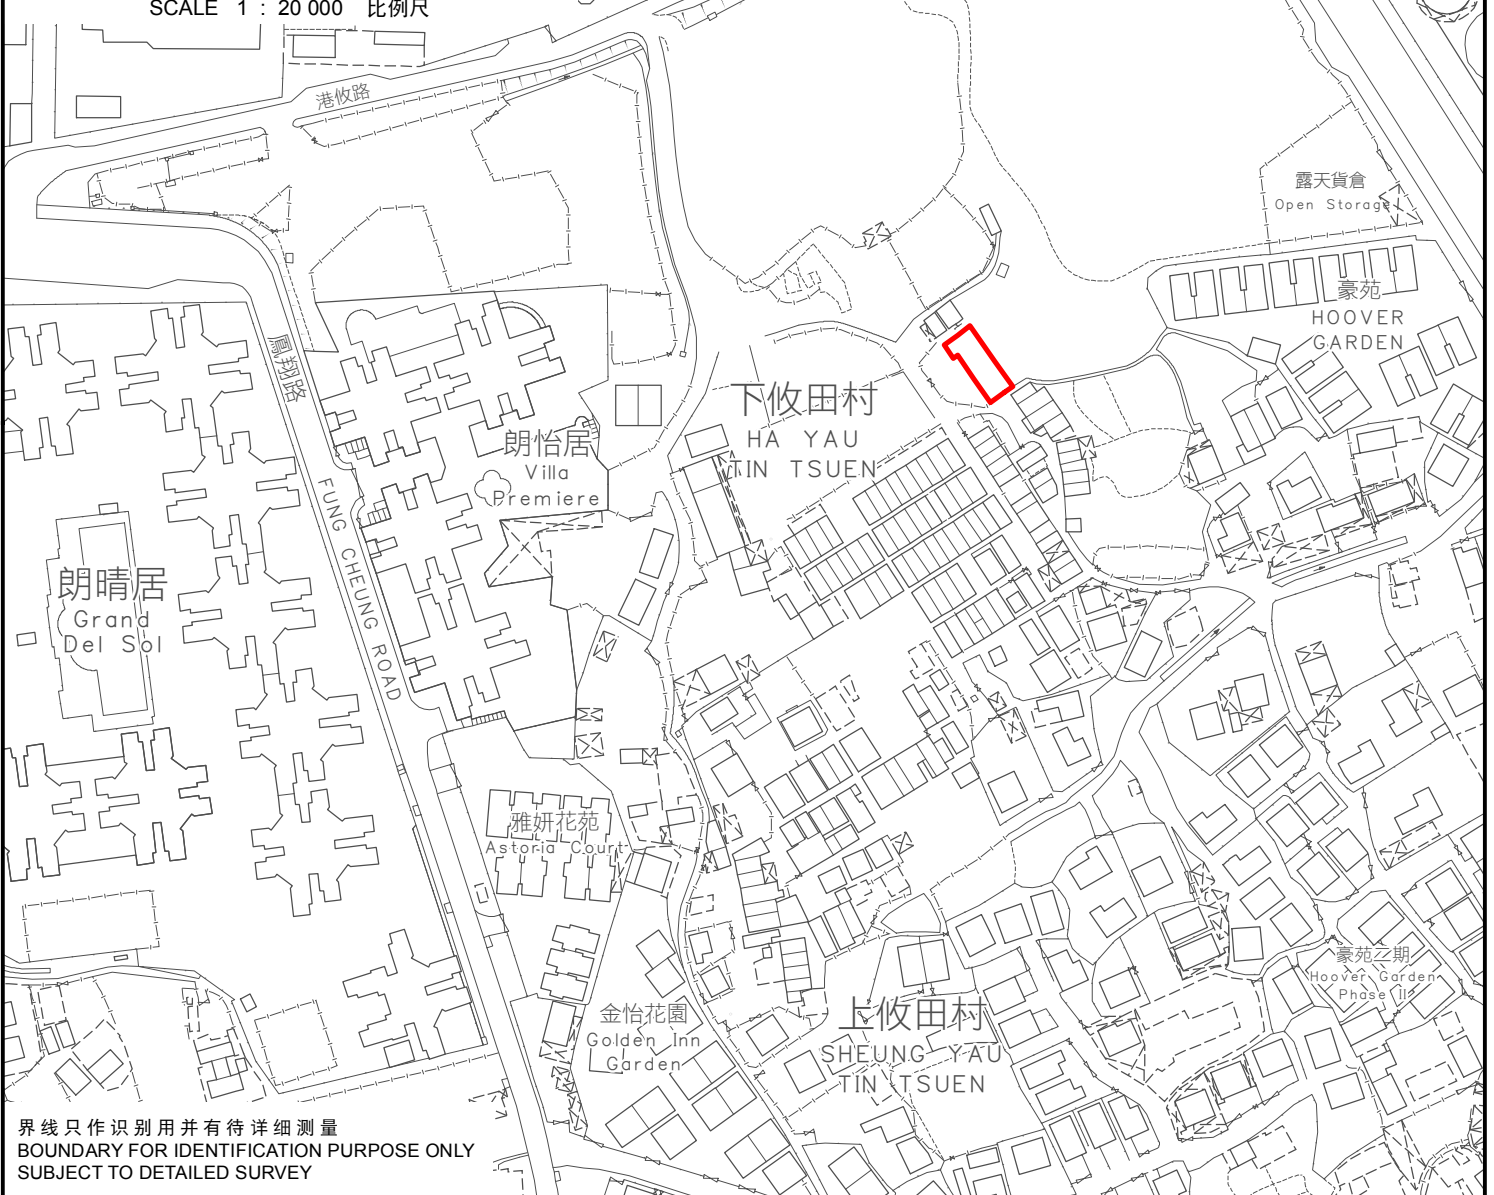 SCALE 1 : 20 000 比例尺
港攸路
露天貨倉
Open Storage
豪苑
HOOVER
GARDEN
鳳翔路
FUNG CHEUNG ROAD
下攸田村
HA YAU
TIN TSUEN
朗怡居
Villa
Premiere
朗晴居
Grand
Del Sol
雅妍花苑
Astoria Court
豪苑二期
Hoover Garden
Phase II
金怡花園
Golden Inn
Garden
上攸田村
SHEUNG YAU
TIN TSUEN
界线只作识别用并有待详细测量
BOUNDARY FOR IDENTIFICATION PURPOSE ONLY
SUBJECT TO DETAILED SURVEY